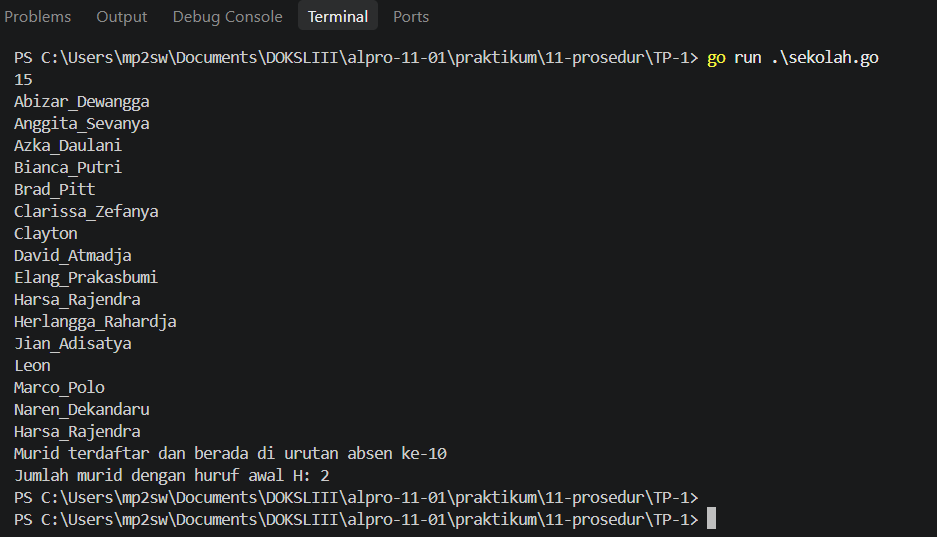 Problems Output Debug Console Terminal Ports
PS C:\Users\mp2sw\Documents\DOKSLIII\alpro-11-01\praktikum\11-prosedur\TP-1> go run .\sekolah.go
15
Abizar_Dewangga
Anggita_Sevanya
Azka_Daulani
Bianca_Putri
Brad_Pitt
Clarissa_Zefanya
Clayton
David_Atmadja
Elang_Prakasbumi
Harsa_Rajendra
Herlangga_Rahardja
Jian_Adisatya
Leon
Marco_Polo
Naren_Dekandaru
Harsa_Rajendra
Murid terdaftar dan berada di urutan absen ke-10
Jumlah murid dengan huruf awal H: 2
PS C:\Users\mp2sw\Documents\DOKSLIII\alpro-11-01\praktikum\11-prosedur\TP-1>
PS C:\Users\mp2sw\Documents\DOKSLIII\alpro-11-01\praktikum\11-prosedur\TP-1>